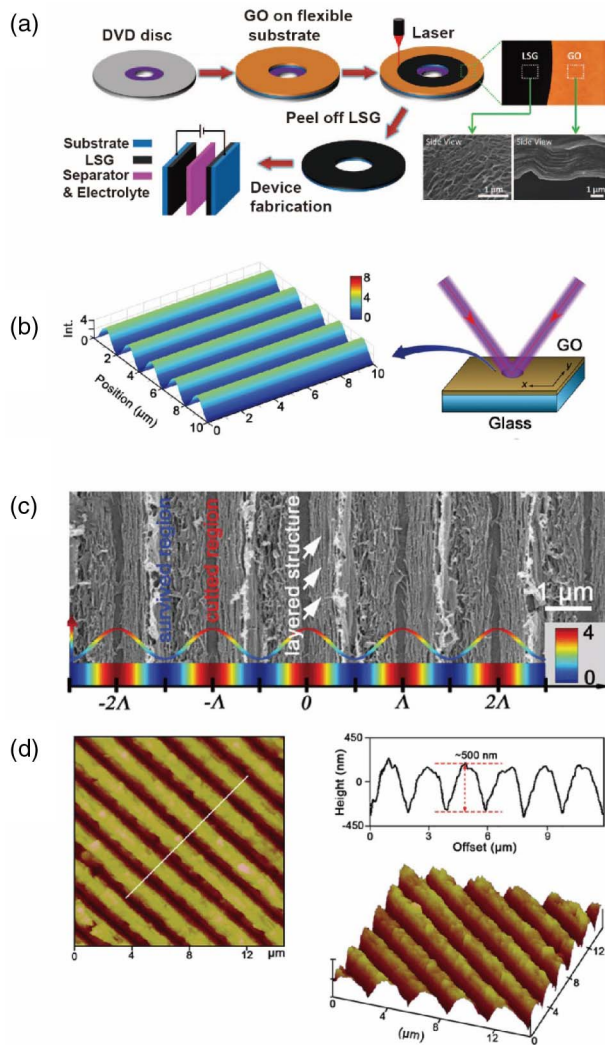 (a)
DVD disc
GO on flexible
substrate
Laser
LSG
GO
Peel off LSG
Substrate
LSG
Separator
& Electrolyte
Device
fabrication
Side View
1 µm
Side View
1 µm
(b)
Int.
4
0
2
4
6
8
10
Position (µm)
0
2
4
6
8
10
8
4
0
GO
x
y
Glass
(c)
survived region
cutted region
layered structure
1 µm
4
0
-2Λ
-Λ
0
Λ
2Λ
(d)
0
4
8
12
µm
Height (nm)
450
0
-450
~500 nm
0
3
6
9
Offset (µm)
0
4
8
12
(µm)
0
4
8
12